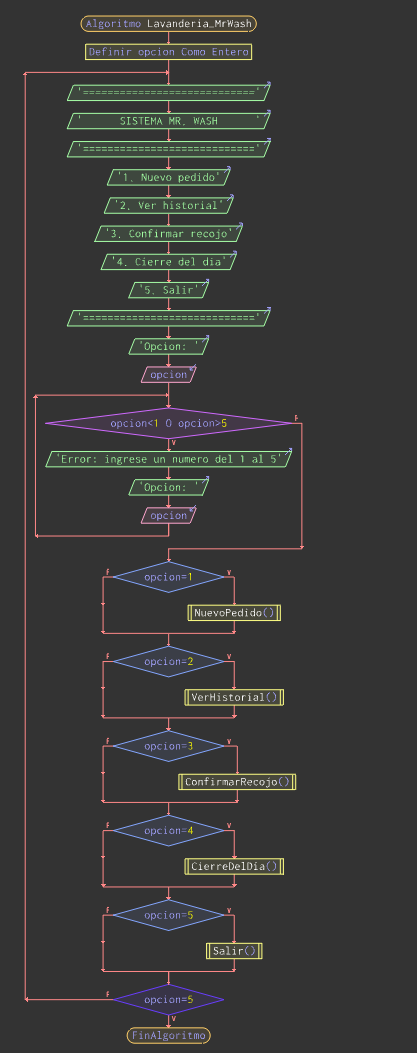 Algoritmo Lavanderia_MrWash
Definir opcion Como Entero
'============================'
'      SISTEMA MR. WASH      '
'============================'
'1. Nuevo pedido'
'2. Ver historial'
'3. Confirmar recojo'
'4. Cierre del dia'
'5. Salir'
'============================'
'Opcion: '
opcion
opcion<1 O opcion>5
F
V
'Error: ingrese un numero del 1 al 5'
'Opcion: '
opcion
F opcion=1 V
NuevoPedido()
F opcion=2 V
VerHistorial()
F opcion=3 V
ConfirmarRecojo()
F opcion=4 V
CierreDelDía()
F opcion=5 V
Salir()
F opcion=5
V
FinAlgoritmo